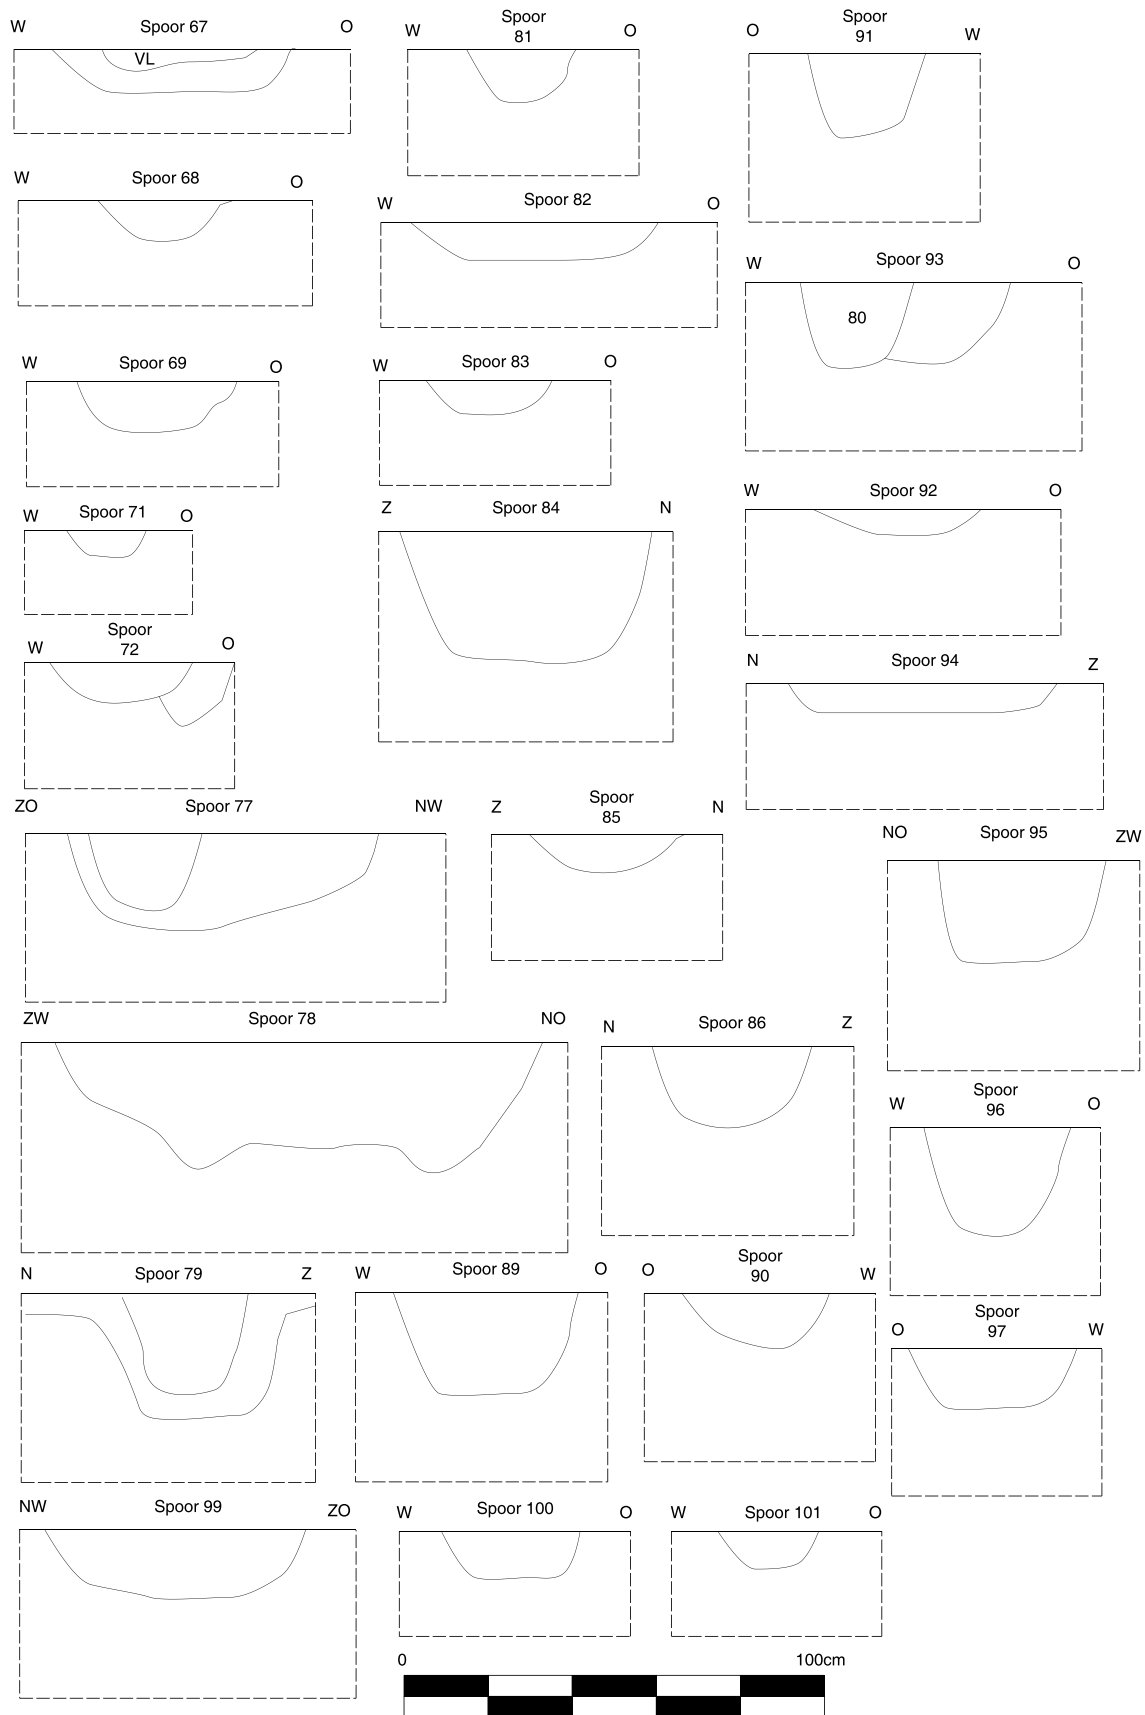 W Spoor 67 O
VL
W Spoor 68 O
W Spoor 69 O
W Spoor 71 O
Spoor
W 72 O
ZO Spoor 77 NW
ZW Spoor 78 NO
N Spoor 79 Z
NW Spoor 99 ZO
Spoor
W 81 O
W Spoor 82 O
W Spoor 83 O
Z Spoor 84 N
Spoor
Z 85 N
N Spoor 86 Z
W Spoor 89 O
Spoor
O 90 W
W Spoor 100 O
W Spoor 101 O
Spoor
O 91 W
W Spoor 93 O
80
W Spoor 92 O
N Spoor 94 Z
NO Spoor 95 ZW
Spoor
W 96 O
Spoor
O 97 W
0 100cm